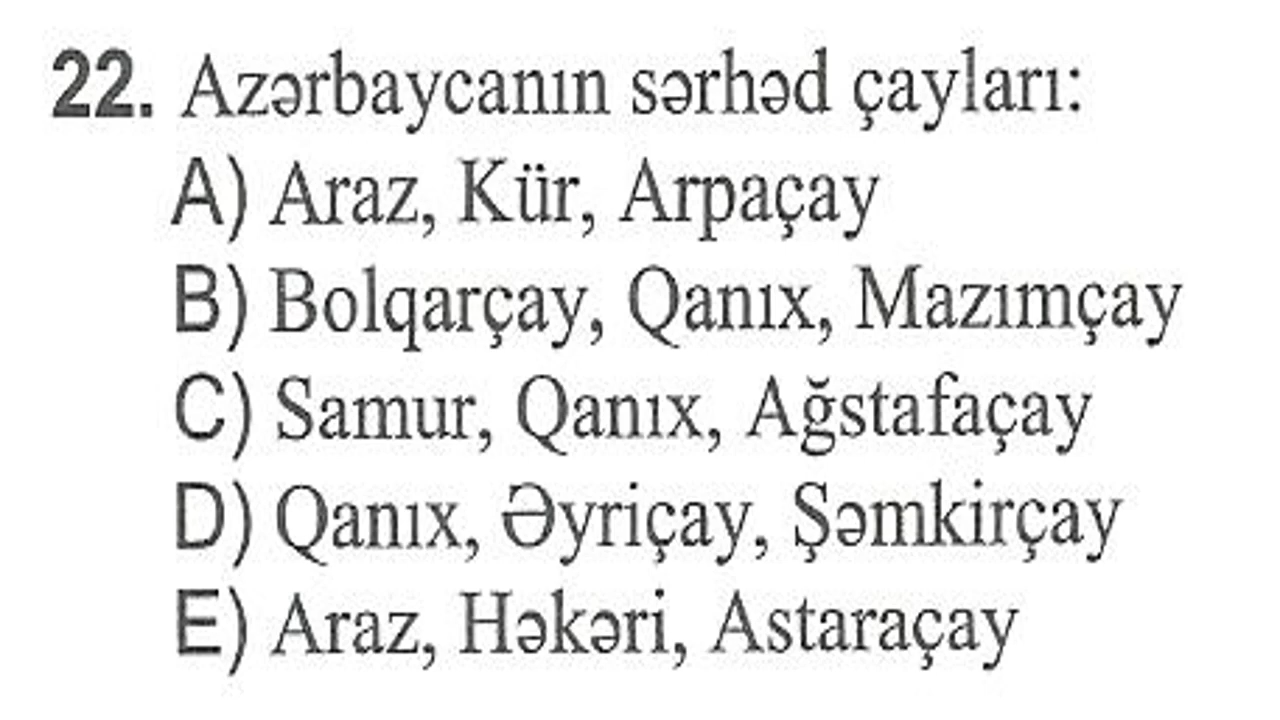 22. Azərbaycanın sərhəd çayları:
A) Araz, Kür, Arpaçay
B) Bolqarçay, Qanıx, Mazımçay
C) Samur, Qanıx, Ağstafaçay
D) Qanıx, Əyriçay, Şəmkirçay
E) Araz, Həkəri, Astaraçay